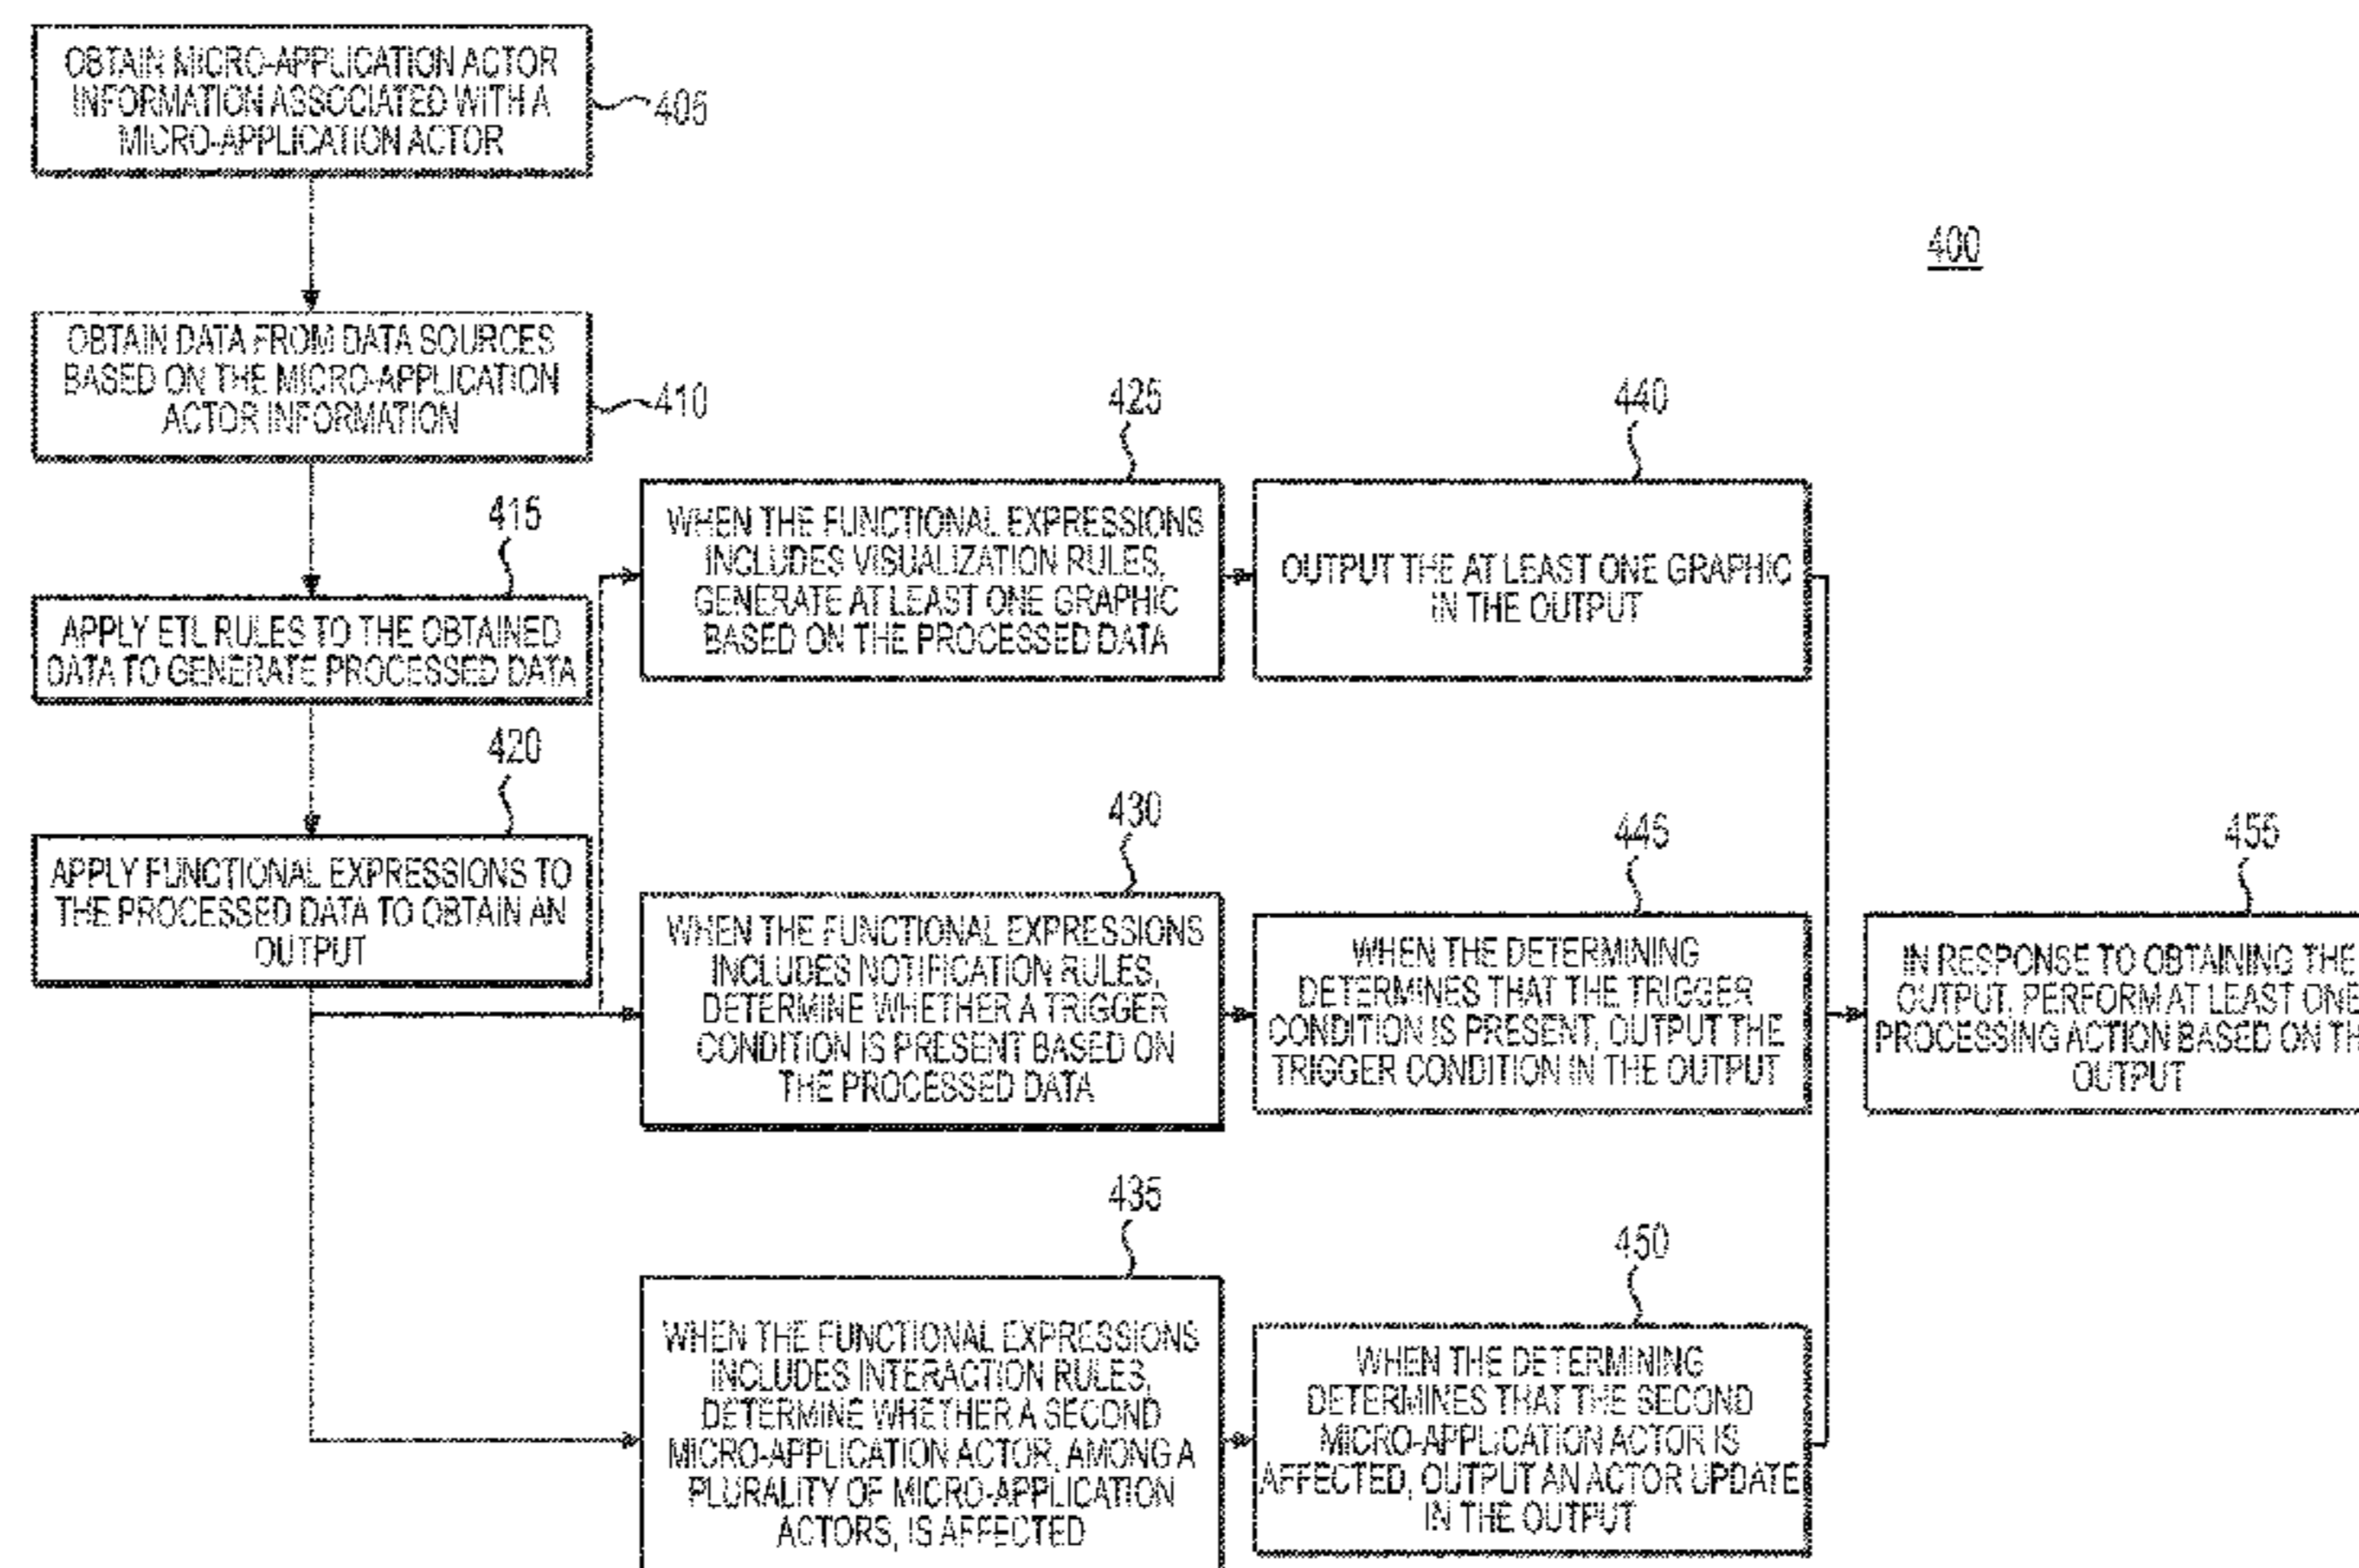 OBTAIN MICRO-APPLICATION ACTOR
INFORMATION ASSOCIATED WITH A
MICRO-APPLICATION ACTOR
405
400
OBTAIN DATA FROM DATA SOURCES
BASED ON THE MICRO-APPLICATION
ACTOR INFORMATION
410
415
APPLY ETL RULES TO THE OBTAINED
DATA TO GENERATE PROCESSED DATA
420
APPLY FUNCTIONAL EXPRESSIONS TO
THE PROCESSED DATA TO OBTAIN AN
OUTPUT
425
WHEN THE FUNCTIONAL EXPRESSIONS
INCLUDES VISUALIZATION RULES,
GENERATE AT LEAST ONE GRAPHIC
BASED ON THE PROCESSED DATA
440
OUTPUT THE AT LEAST ONE GRAPHIC
IN THE OUTPUT
430
WHEN THE FUNCTIONAL EXPRESSIONS
INCLUDES NOTIFICATION RULES,
DETERMINE WHETHER A TRIGGER
CONDITION IS PRESENT BASED ON
THE PROCESSED DATA
445
WHEN THE DETERMINING
DETERMINES THAT THE TRIGGER
CONDITION IS PRESENT, OUTPUT THE
TRIGGER CONDITION IN THE OUTPUT
435
WHEN THE FUNCTIONAL EXPRESSIONS
INCLUDES INTERACTION RULES,
DETERMINE WHETHER A SECOND
MICRO-APPLICATION ACTOR, AMONG A
PLURALITY OF MICRO-APPLICATION
ACTORS, IS AFFECTED
450
WHEN THE DETERMINING
DETERMINES THAT THE SECOND
MICRO-APPLICATION ACTOR IS
AFFECTED, OUTPUT AN ACTOR UPDATE
IN THE OUTPUT
455
IN RESPONSE TO OBTAINING THE
OUTPUT, PERFORM AT LEAST ONE
PROCESSING ACTION BASED ON TH
OUTPUT